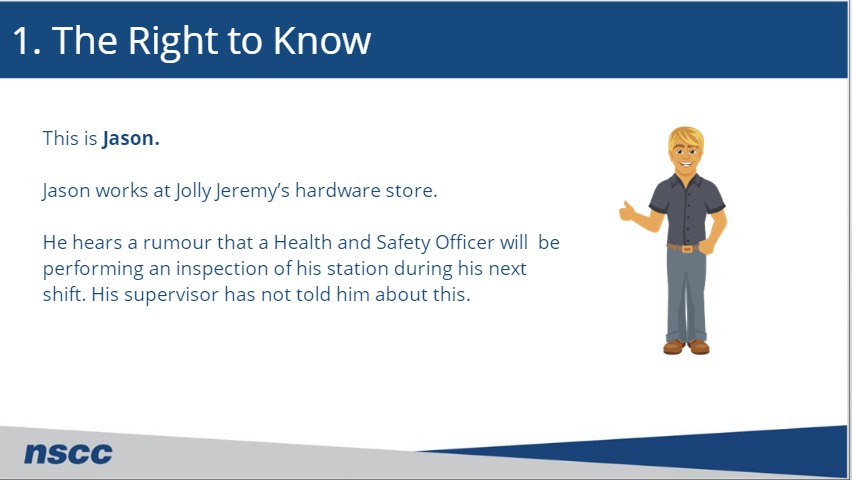 1. The Right to Know
This is Jason.
Jason works at Jolly Jeremy’s hardware store.
He hears a rumour that a Health and Safety Officer will  be
performing an inspection of his station during his next
shift. His supervisor has not told him about this.
nscc